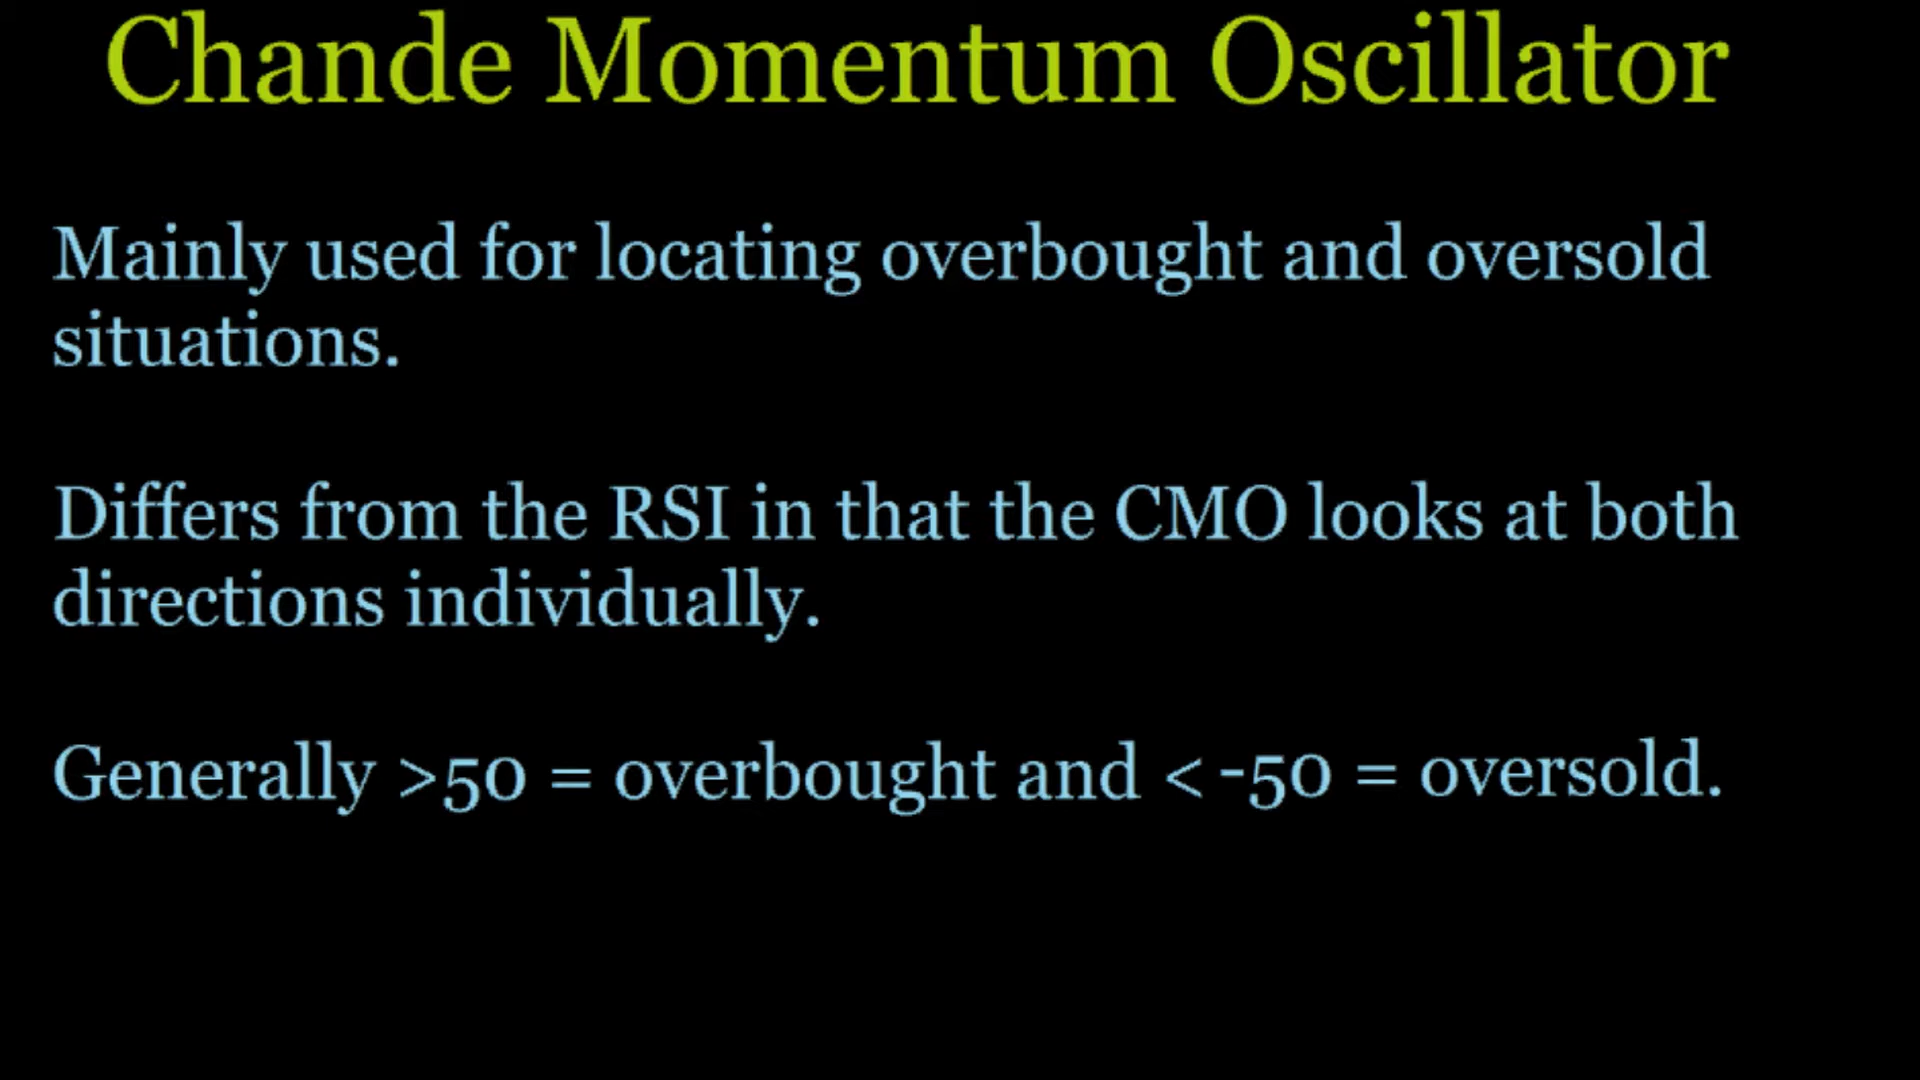 Chande Momentum Oscillator
Mainly used for locating overbought and oversold
situations.
Differs from the RSI in that the CMO looks at both
directions individually.
Generally >50 = overbought and < -50 = oversold.